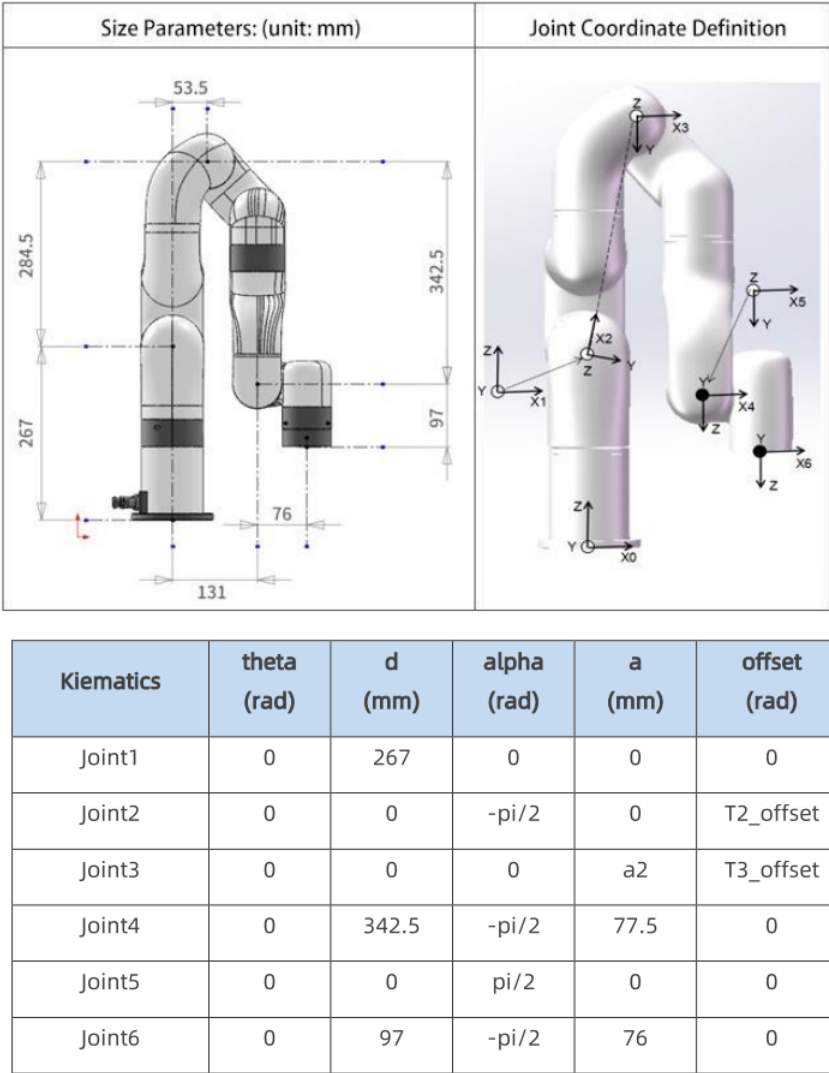 Size Parameters: (unit: mm)
Joint Coordinate Definition
53.5
284.5
267
342.5
97
76
131
Z
X3
Y
Z
X5
Y
Z
X2
Y
Z
Y
X1
Y
X4
Z
Y
X6
Z
Z
Y
X0
Kiematics
theta
(rad)
d
(mm)
alpha
(rad)
a
(mm)
offset
(rad)
Joint1 0 267 0 0 0
Joint2 0 0 -pi/2 0 T2_offset
Joint3 0 0 0 a2 T3_offset
Joint4 0 342.5 -pi/2 77.5 0
Joint5 0 0 pi/2 0 0
Joint6 0 97 -pi/2 76 0